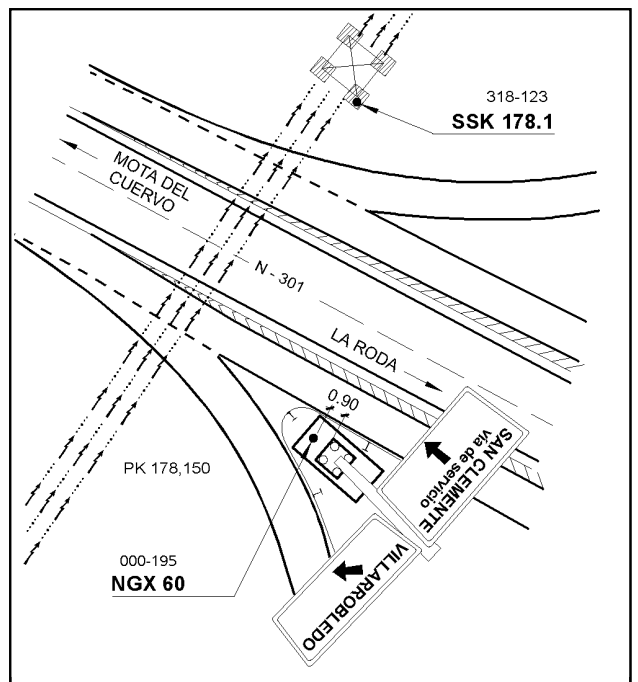 318-123
SSK 178.1
MOTA DEL
CUERVO
N - 301
LA RODA
0.90
SAN CLEMENTE
via de servicio
PK 178,150
000-195
NGX 60
VILLARROBLEDO